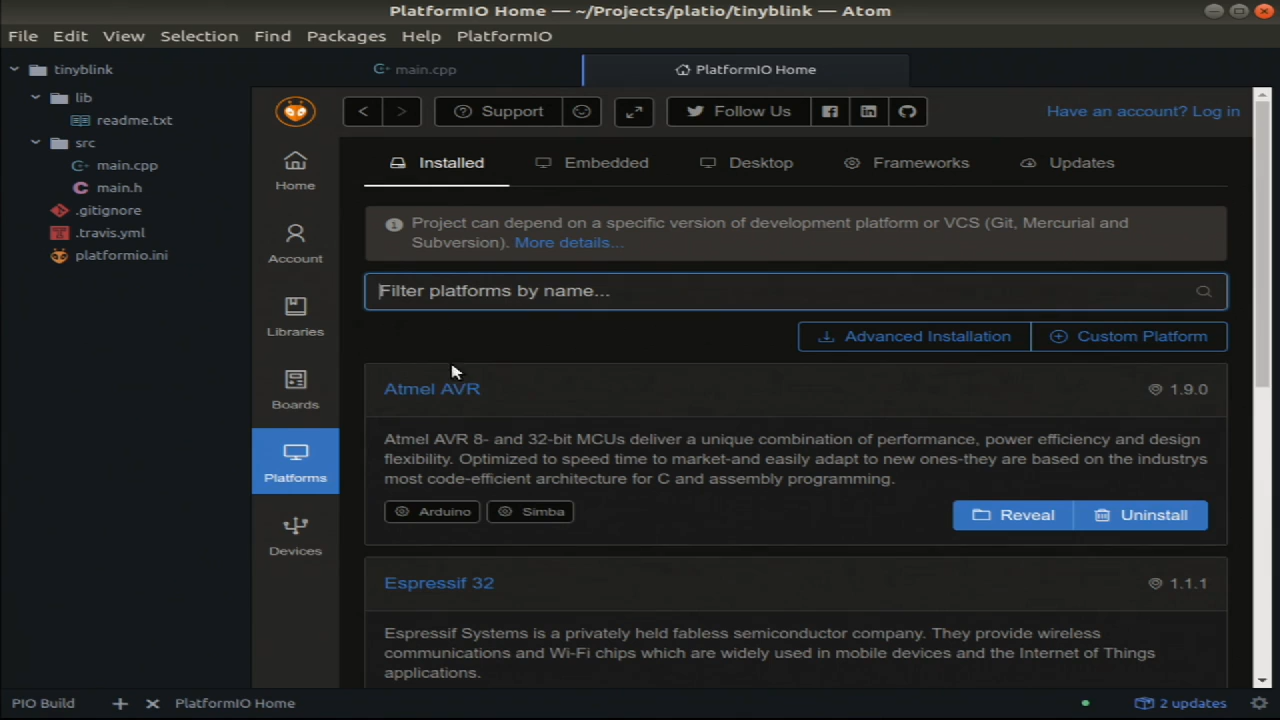 PlatformIO Home — ~/Projects/platio/tinyblink — Atom
File Edit View Selection Find Packages Help PlatformIO
tinyblink
lib
readme.txt
src
main.cpp
main.h
.gitignore
.travis.yml
platformio.ini
main.cpp
PlatformIO Home
< > Support Follow Us Have an account? Log in
Home
Account
Libraries
Boards
Platforms
Devices
Installed Embedded Desktop Frameworks Updates
Project can depend on a specific version of development platform or VCS (Git, Mercurial and
Subversion). More details...
Filter platforms by name...
Advanced Installation Custom Platform
Atmel AVR 1.9.0
Atmel AVR 8- and 32-bit MCUs deliver a unique combination of performance, power efficiency and design
flexibility. Optimized to speed time to market-and easily adapt to new ones-they are based on the industrys
most code-efficient architecture for C and assembly programming.
Arduino Simba Reveal Uninstall
Espressif 32 1.1.1
Espressif Systems is a privately held fabless semiconductor company. They provide wireless
communications and Wi-Fi chips which are widely used in mobile devices and the Internet of Things
applications.
PIO Build + × PlatformIO Home 2 updates